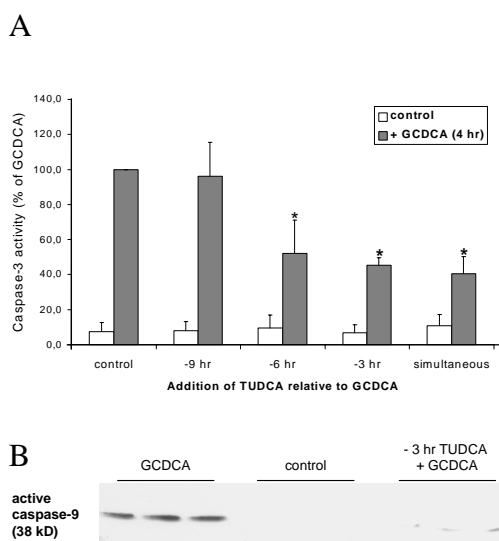 A
140,0
120,0
100,0
80,0
60,0
40,0
20,0
0,0
Caspase-3 activity (% of GCDCA)
control
+ GCDCA (4 hr)
*
*
*
control -9 hr -6 hr -3 hr simultaneous
Addition of TUDCA relative to GCDCA
B
GCDCA control - 3 hr TUDCA
+ GCDCA
active
caspase-9
(38 kD)